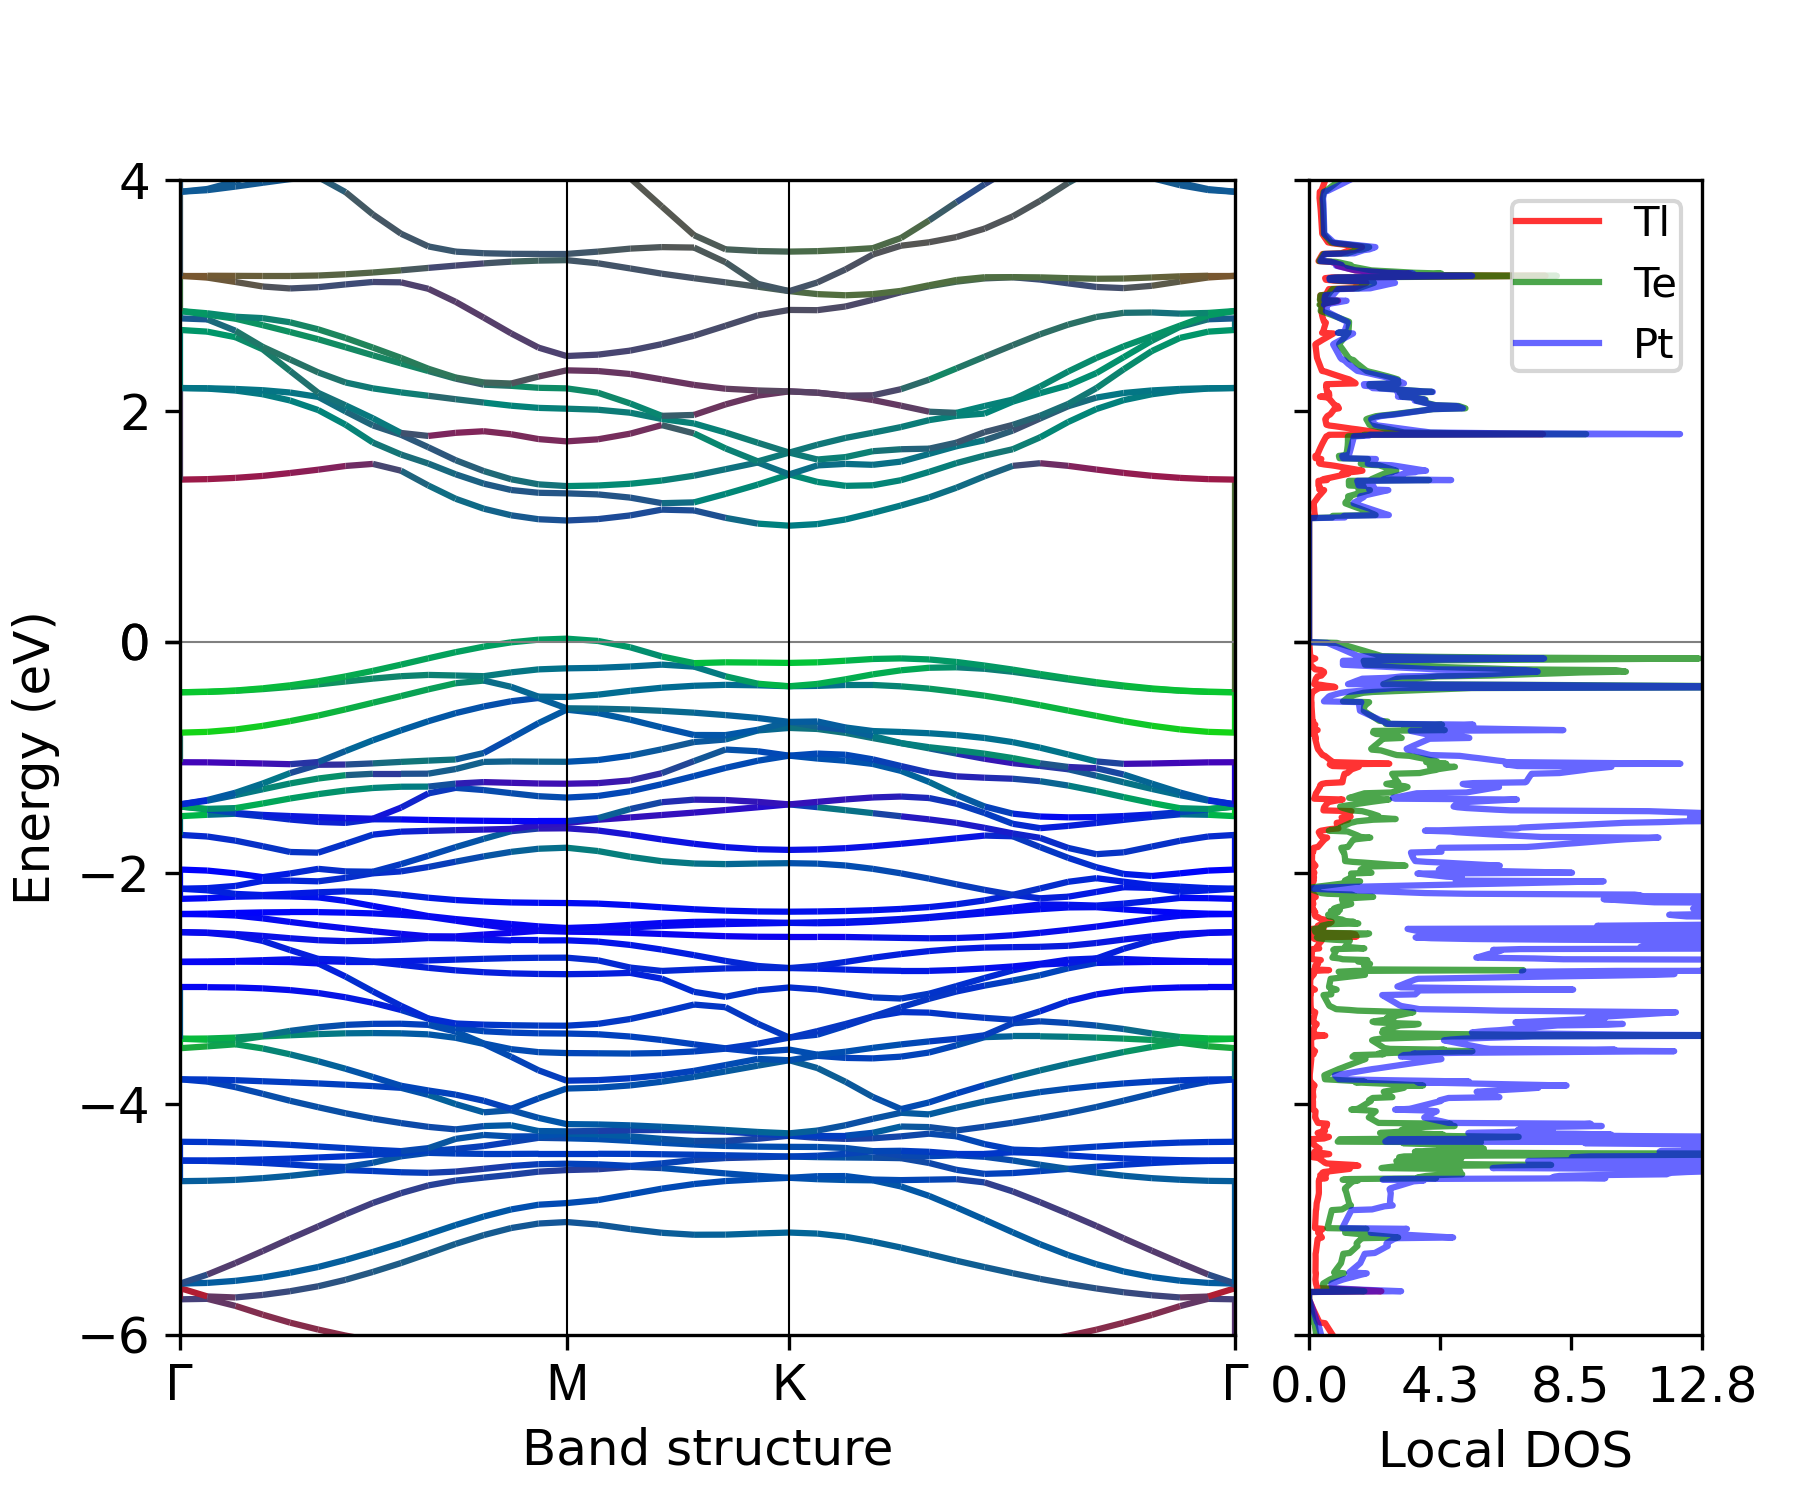 4
2
0
−2
−4
−6
Energy (eV)
Γ M K Γ
Band structure
Tl
Te
Pt
0.0 4.3 8.5 12.8
Local DOS